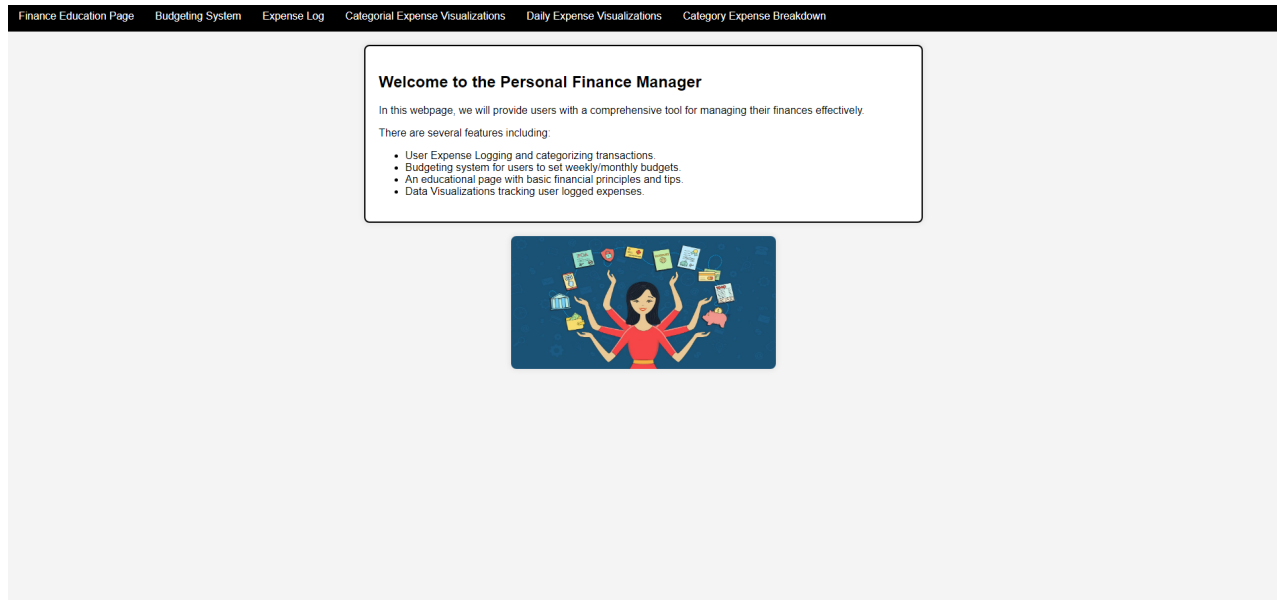 Finance Education Page Budgeting System Expense Log Categorial Expense Visualizations Daily Expense Visualizations Category Expense Breakdown
Welcome to the Personal Finance Manager
In this webpage, we will provide users with a comprehensive tool for managing their finances effectively.
There are several features including:
• User Expense Logging and categorizing transactions.
• Budgeting system for users to set weekly/monthly budgets.
• An educational page with basic financial principles and tips.
• Data Visualizations tracking user logged expenses.